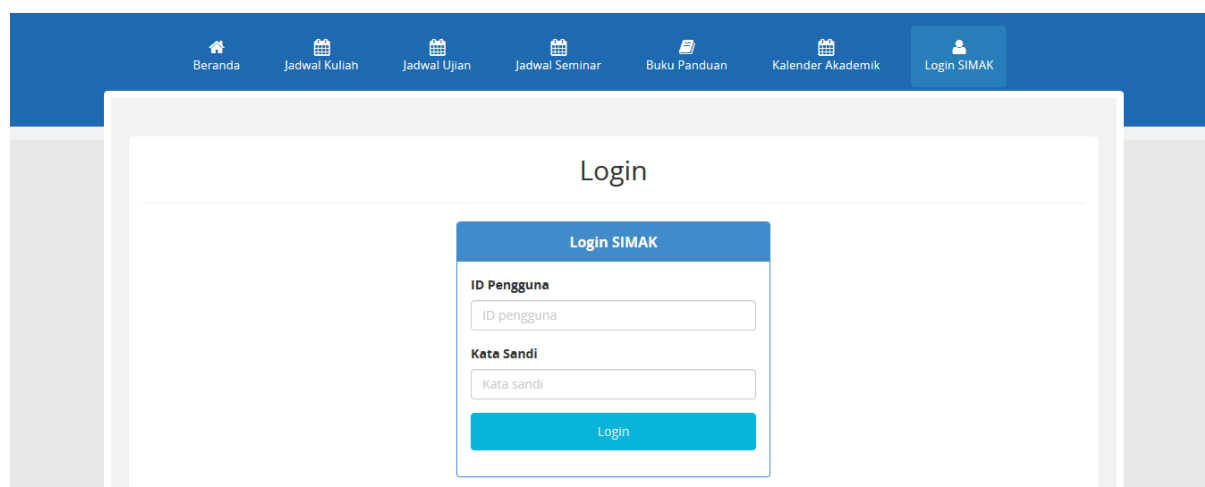 Beranda
Jadwal Kuliah
Jadwal Ujian
Jadwal Seminar
Buku Panduan
Kalender Akademik
Login SIMAK
Login
Login SIMAK
ID Pengguna
ID pengguna
Kata Sandi
Kata sandi
Login